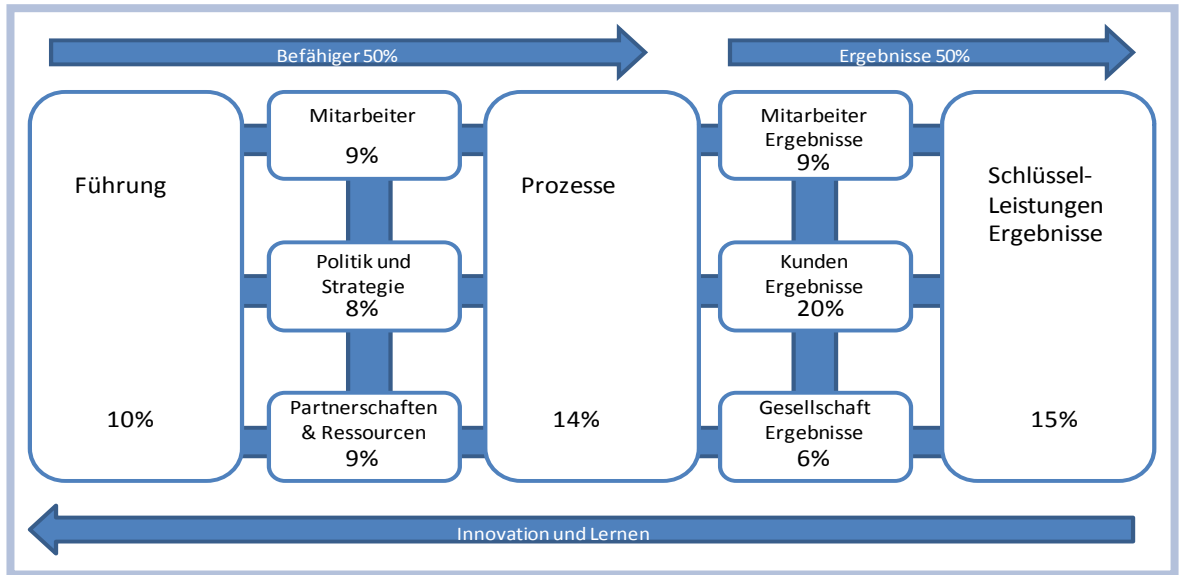 Befähiger 50%
Ergebnisse 50%
Führung
10%
Mitarbeiter
9%
Politik und
Strategie
8%
Partnerschaften
& Ressourcen
9%
Prozesse
14%
Mitarbeiter
Ergebnisse
9%
Kunden
Ergebnisse
20%
Gesellschaft
Ergebnisse
6%
Schlüssel-
Leistungen
Ergebnisse
15%
Innovation und Lernen